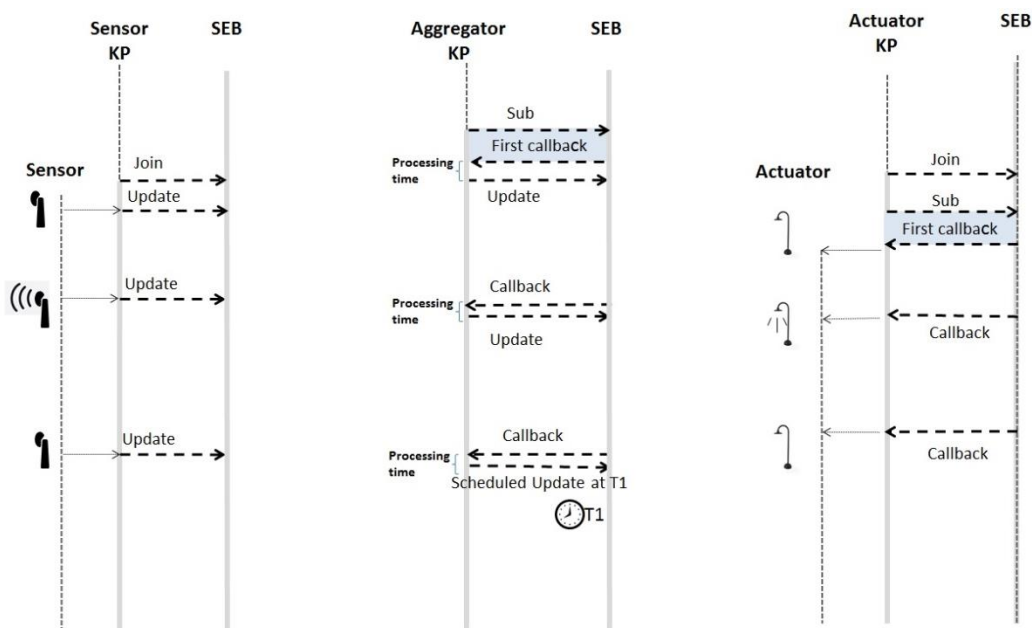 Sensor
KP
SEB
Sensor
Join
Update
Update
Update
Aggregator
KP
SEB
Sub
First callback
Processing
time
Update
Callback
Processing
time
Update
Callback
Processing
time
Scheduled Update at T1
T1
Actuator
KP
SEB
Actuator
Join
Sub
First callback
Callback
Callback